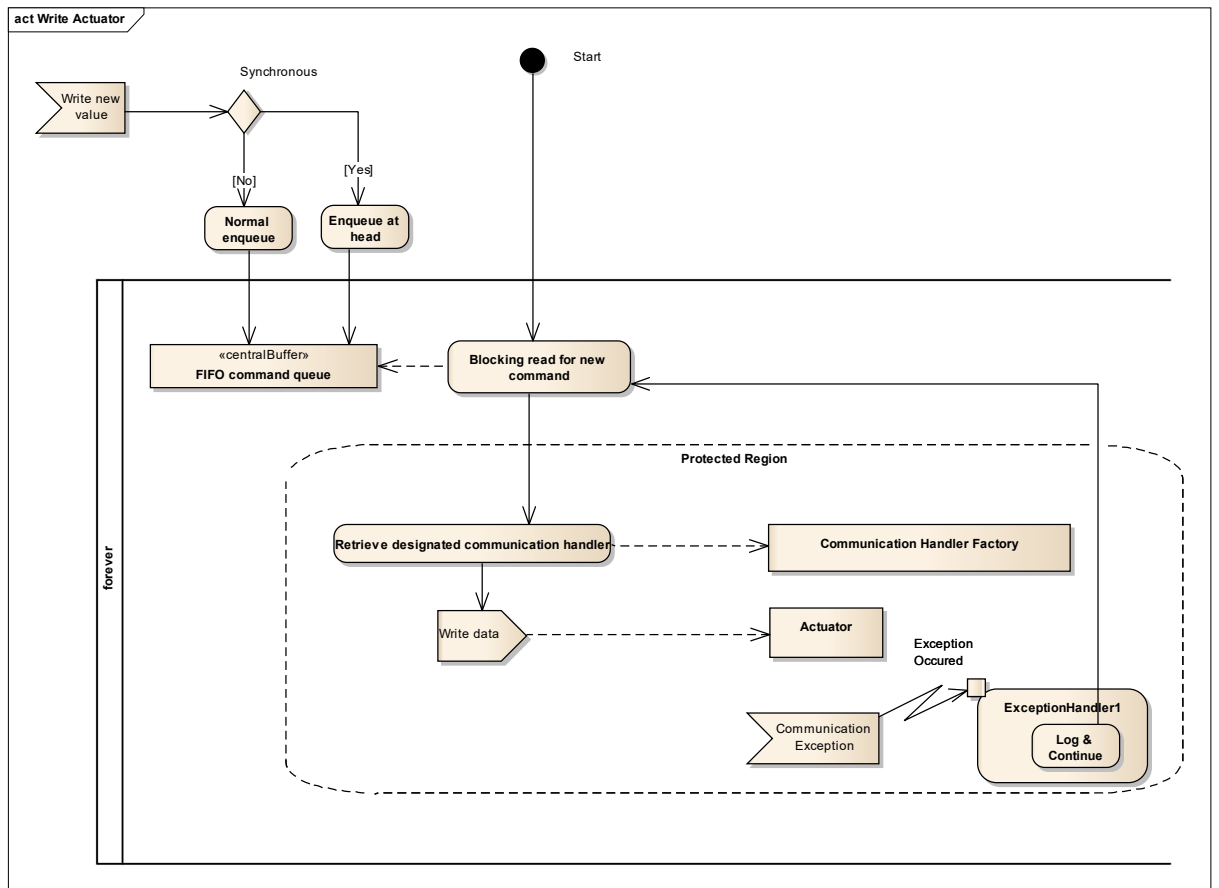 act Write Actuator
Start
Synchronous
Write new
value
[No]
[Yes]
Normal
enqueue
Enqueue at
head
«centralBuffer»
FIFO command queue
Blocking read for new
command
forever
Protected Region
Retrieve designated communication handler
Communication Handler Factory
Write data
Actuator
Exception
Occured
ExceptionHandler1
Communication
Exception
Log &
Continue